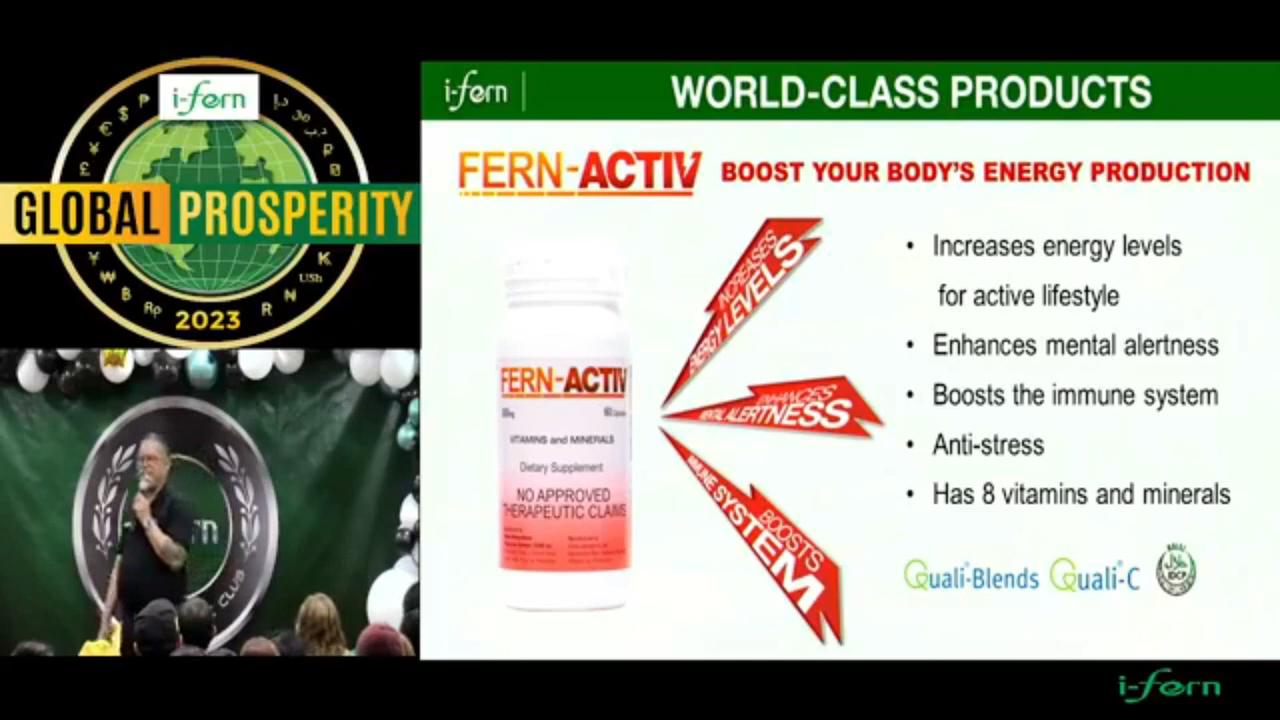 i-fern
GLOBAL PROSPERITY
2023
i-fern
WORLD-CLASS PRODUCTS
FERN-ACTIV
BOOST YOUR BODY'S ENERGY PRODUCTION
INCREASES
ENERGY LEVELS
ENHANCES
MENTAL ALERTNESS
BOOSTS
IMMUNE SYSTEM
FERN-ACTIV
VITAMINS and MINERALS
Dietary Supplement
NO APPROVED
THERAPEUTIC CLAIMS
• Increases energy levels
for active lifestyle
• Enhances mental alertness
• Boosts the immune system
• Anti-stress
• Has 8 vitamins and minerals
Quali®-Blends
Quali®-C
CLUB
i-fern